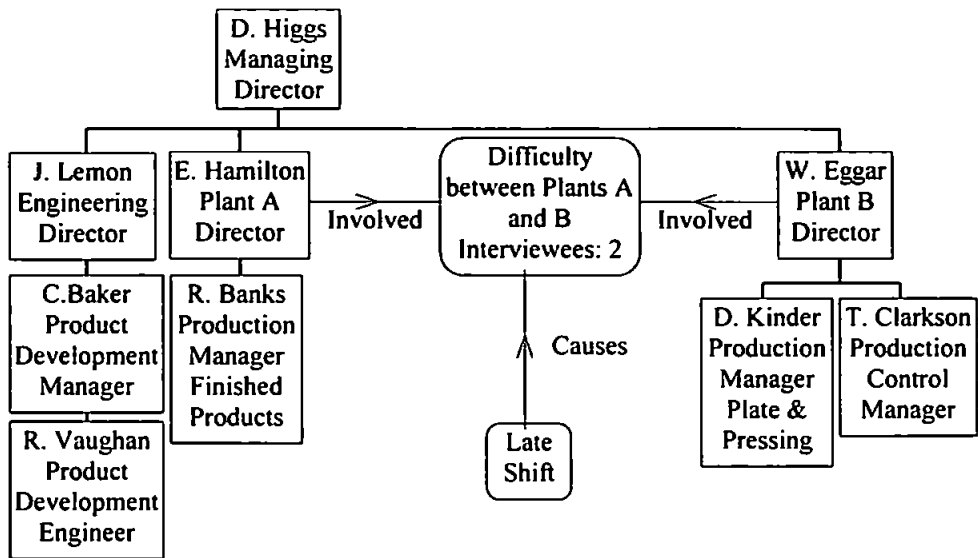 D. Higgs
Managing
Director
J. Lemon
Engineering
Director
E. Hamilton
Plant A
Director
Involved
Difficulty
between Plants A
and B
Interviewees: 2
Involved
W. Eggar
Plant B
Director
C.Baker
Product
Development
Manager
R. Banks
Production
Manager
Finished
Products
Causes
D. Kinder
Production
Manager
Plate &
Pressing
T. Clarkson
Production
Control
Manager
R. Vaughan
Product
Development
Engineer
Late
Shift